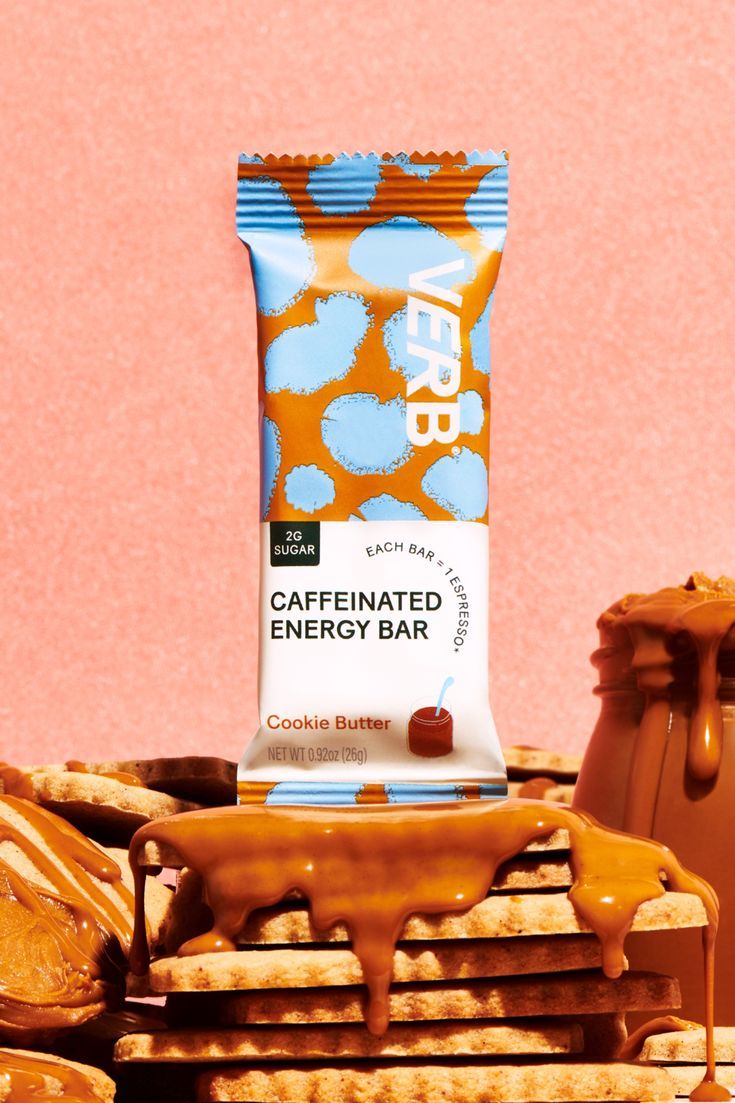 VERB®
2G
SUGAR
EACH BAR = 1 ESPRESSO*
CAFFEINATED
ENERGY BAR
Cookie Butter
NET WT 0.92oz (26g)